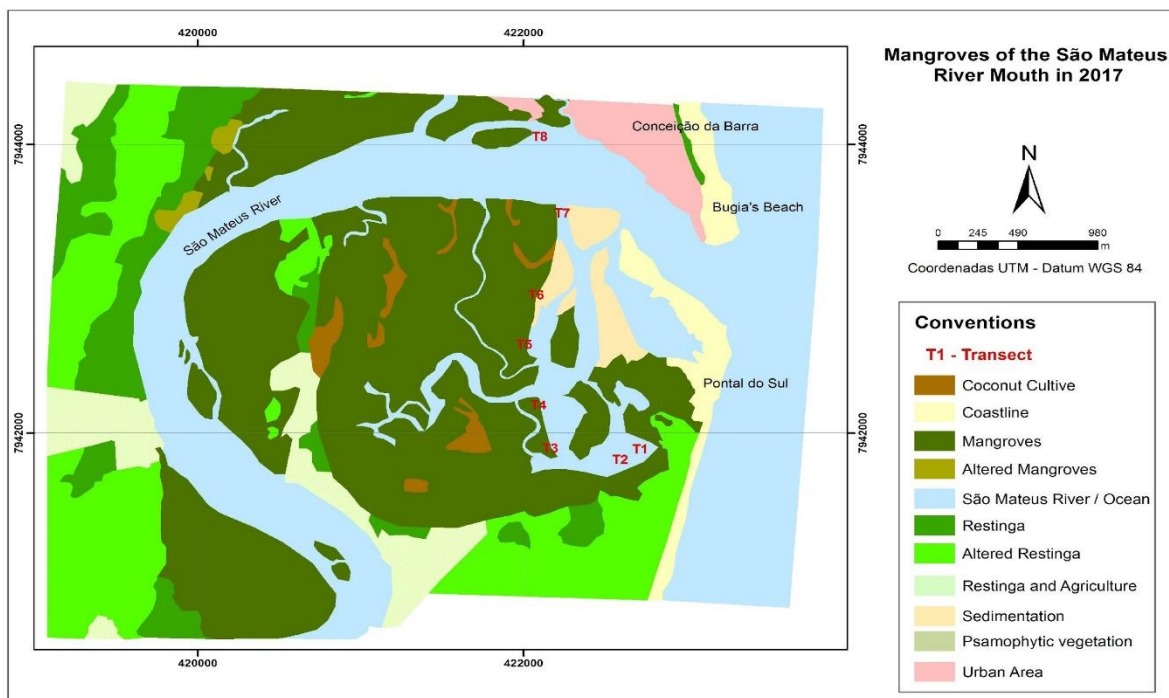 420000
422000
Mangroves of the São Mateus
River Mouth in 2017
Conceição da Barra
T8
7944000
7944000
N
São Mateus River
T7
Bugia's Beach
0 245 490 980
m
Coordenadas UTM - Datum WGS 84
T6
T5
Pontal do Sul
T4
T3
T1
T2
7942000
7942000
Conventions
T1 - Transect
Coconut Cultive
Coastline
Mangroves
Altered Mangroves
São Mateus River / Ocean
Restinga
Altered Restinga
Restinga and Agriculture
Sedimentation
Psamophytic vegetation
Urban Area
420000
422000